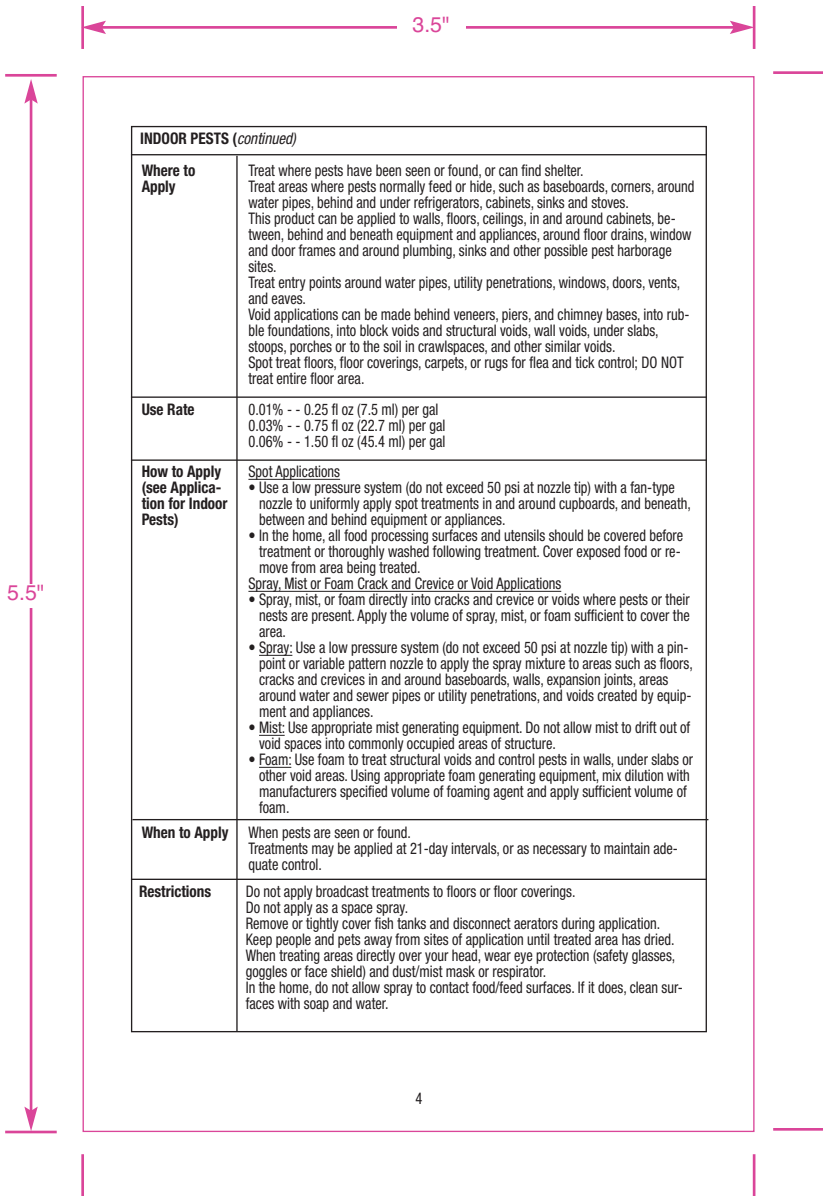 3.5"
INDOOR PESTS (continued)
Where to
Apply
Treat where pests have been seen or found, or can find shelter.
Treat areas where pests normally feed or hide, such as baseboards, corners, around
water pipes, behind and under refrigerators, cabinets, sinks and stoves.
This product can be applied to walls, floors, ceilings, in and around cabinets, be-
tween, behind and beneath equipment and appliances, around floor drains, window
and door frames and around plumbing, sinks and other possible pest harborage
sites.
Treat entry points around water pipes, utility penetrations, windows, doors, vents,
and eaves.
Void applications can be made behind veneers, piers, and chimney bases, into rub-
ble foundations, into block voids and structural voids, wall voids, under slabs,
stoops, porches or to the soil in crawlspaces, and other similar voids.
Spot treat floors, floor coverings, carpets, or rugs for flea and tick control; DO NOT
treat entire floor area.
Use Rate
0.01% - - 0.25 fl oz (7.5 ml) per gal
0.03% - - 0.75 fl oz (22.7 ml) per gal
0.06% - - 1.50 fl oz (45.4 ml) per gal
How to Apply
(see Applica-
tion for Indoor
Pests)
Spot Applications
• Use a low pressure system (do not exceed 50 psi at nozzle tip) with a fan-type
nozzle to uniformly apply spot treatments in and around cupboards, and beneath,
between and behind equipment or appliances.
• In the home, all food processing surfaces and utensils should be covered before
treatment or thoroughly washed following treatment. Cover exposed food or re-
move from area being treated.
Spray, Mist or Foam Crack and Crevice or Void Applications
• Spray, mist, or foam directly into cracks and crevice or voids where pests or their
nests are present. Apply the volume of spray, mist, or foam sufficient to cover the
area.
• Spray: Use a low pressure system (do not exceed 50 psi at nozzle tip) with a pin-
point or variable pattern nozzle to apply the spray mixture to areas such as floors,
cracks and crevices in and around baseboards, walls, expansion joints, areas
around water and sewer pipes or utility penetrations, and voids created by equip-
ment and appliances.
• Mist: Use appropriate mist generating equipment. Do not allow mist to drift out of
void spaces into commonly occupied areas of structure.
• Foam: Use foam to treat structural voids and control pests in walls, under slabs or
other void areas. Using appropriate foam generating equipment, mix dilution with
manufacturers specified volume of foaming agent and apply sufficient volume of
foam.
When to Apply
When pests are seen or found.
Treatments may be applied at 21-day intervals, or as necessary to maintain ade-
quate control.
Restrictions
Do not apply broadcast treatments to floors or floor coverings.
Do not apply as a space spray.
Remove or tightly cover fish tanks and disconnect aerators during application.
Keep people and pets away from sites of application until treated area has dried.
When treating areas directly over your head, wear eye protection (safety glasses,
goggles or face shield) and dust/mist mask or respirator.
In the home, do not allow spray to contact food/feed surfaces. If it does, clean sur-
faces with soap and water.
5.5"
4